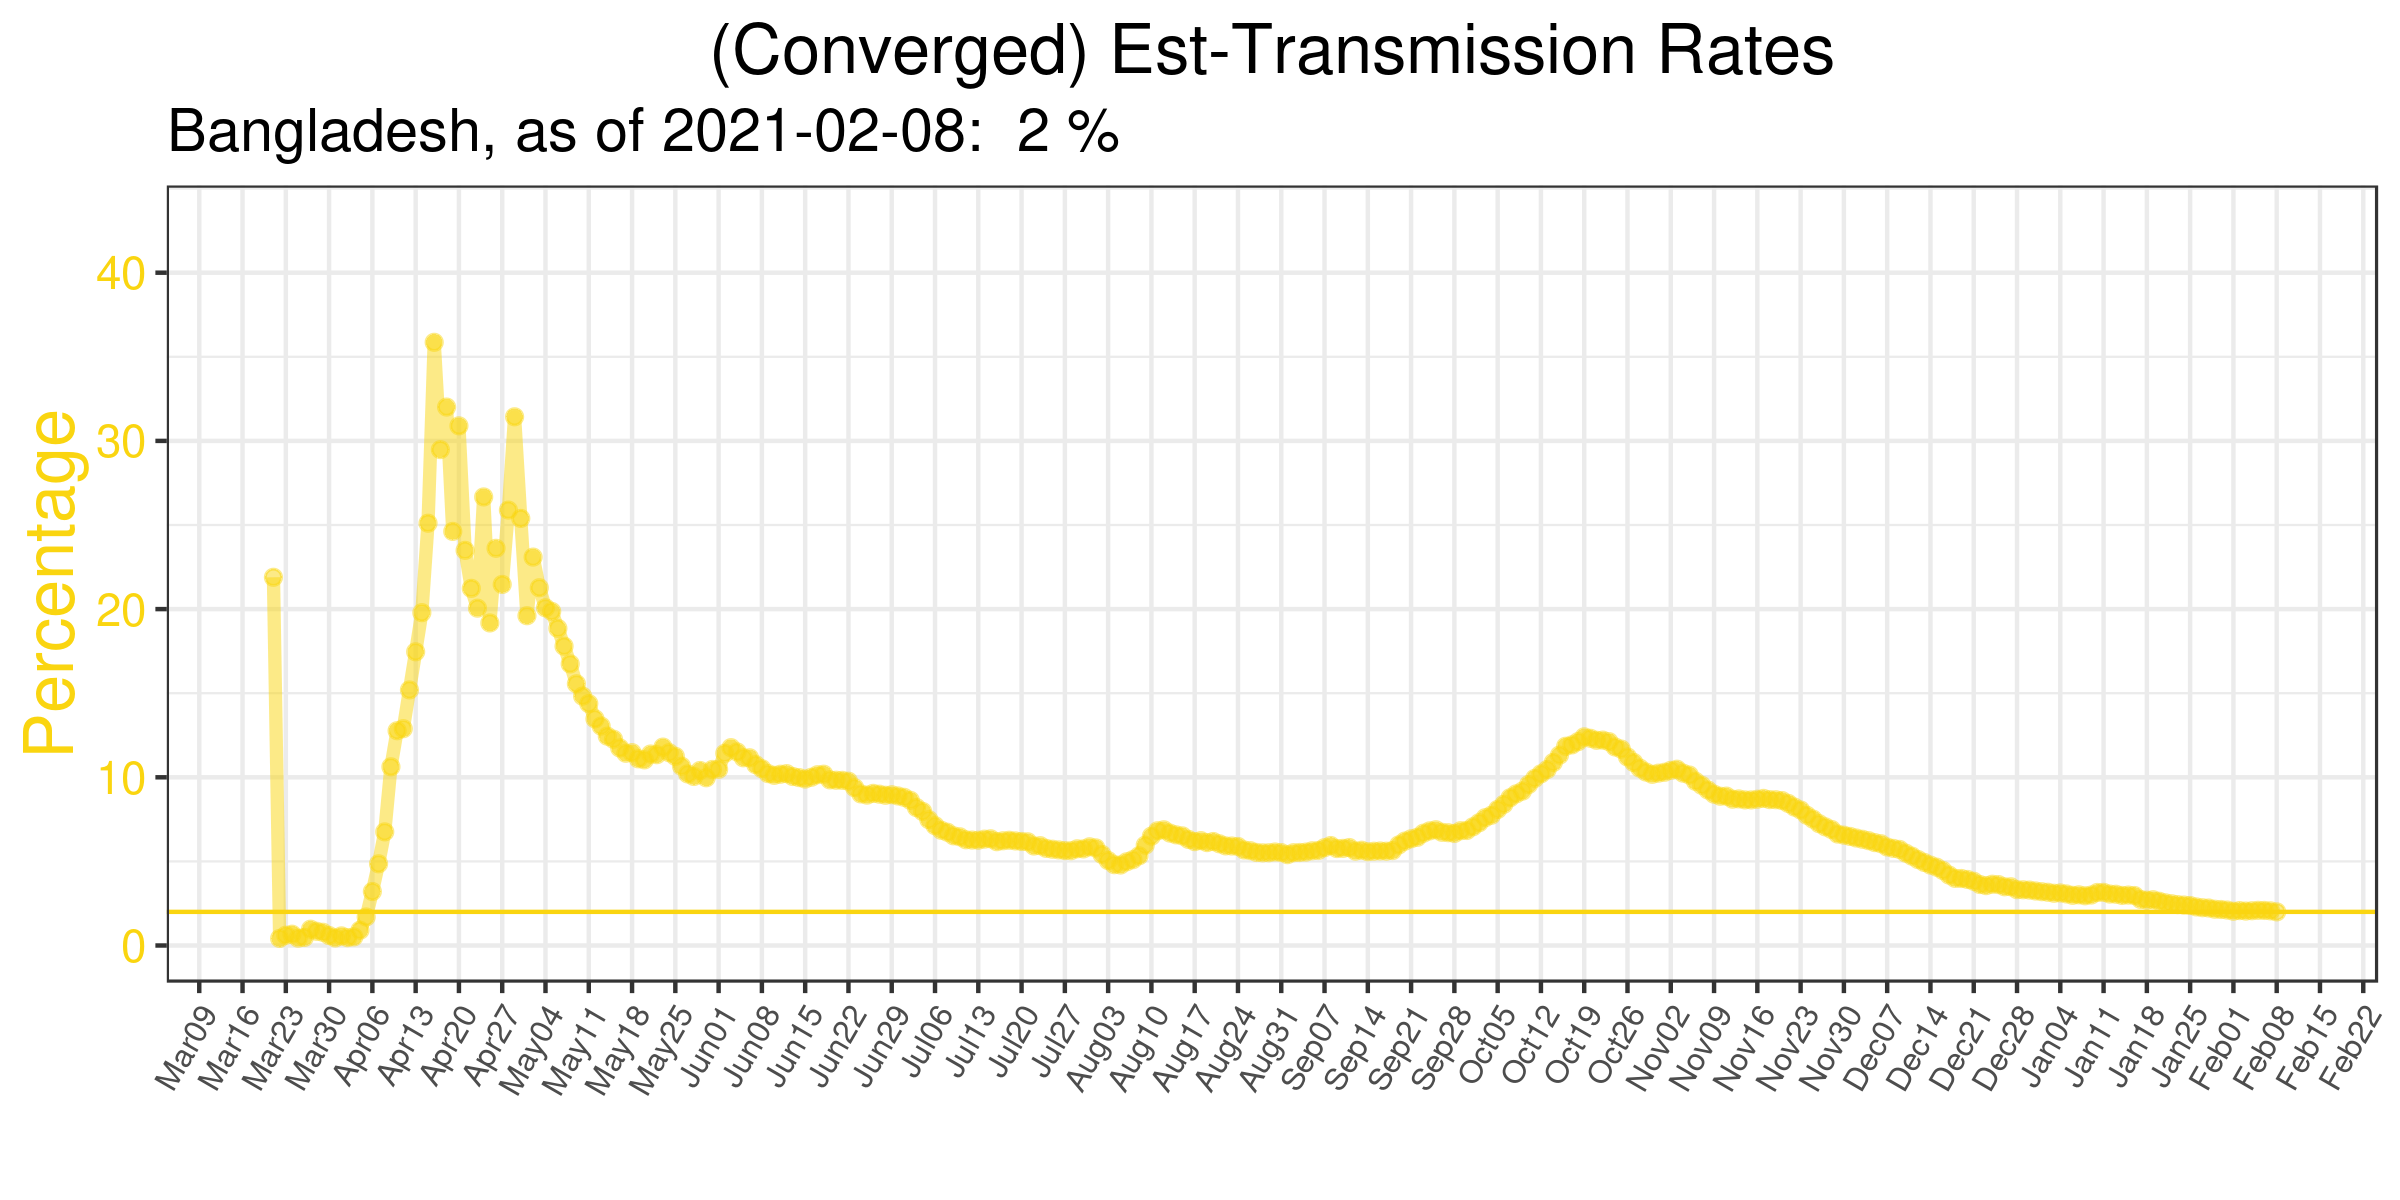 (Converged) Est-Transmission Rates
Bangladesh, as of 2021-02-08:  2 %
Percentage
40
30
20
10
0
Mar09
Mar16
Mar23
Mar30
Apr06
Apr13
Apr20
Apr27
May04
May11
May18
May25
Jun01
Jun08
Jun15
Jun22
Jun29
Jul06
Jul13
Jul20
Jul27
Aug03
Aug10
Aug17
Aug24
Aug31
Sep07
Sep14
Sep21
Sep28
Oct05
Oct12
Oct19
Oct26
Nov02
Nov09
Nov16
Nov23
Nov30
Dec07
Dec14
Dec21
Dec28
Jan04
Jan11
Jan18
Jan25
Feb01
Feb08
Feb15
Feb22